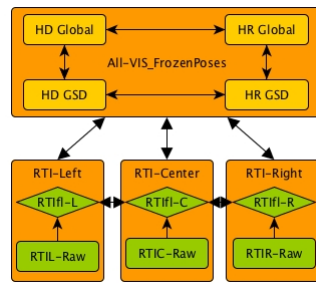 HD Global HR Global
All-VIS_FrozenPoses
HD GSD HR GSD
RTI-Left RTI-Center RTI-Right
RTIfl-L RTIfl-C RTIfl-R
RTIL-Raw RTIC-Raw RTIR-Raw